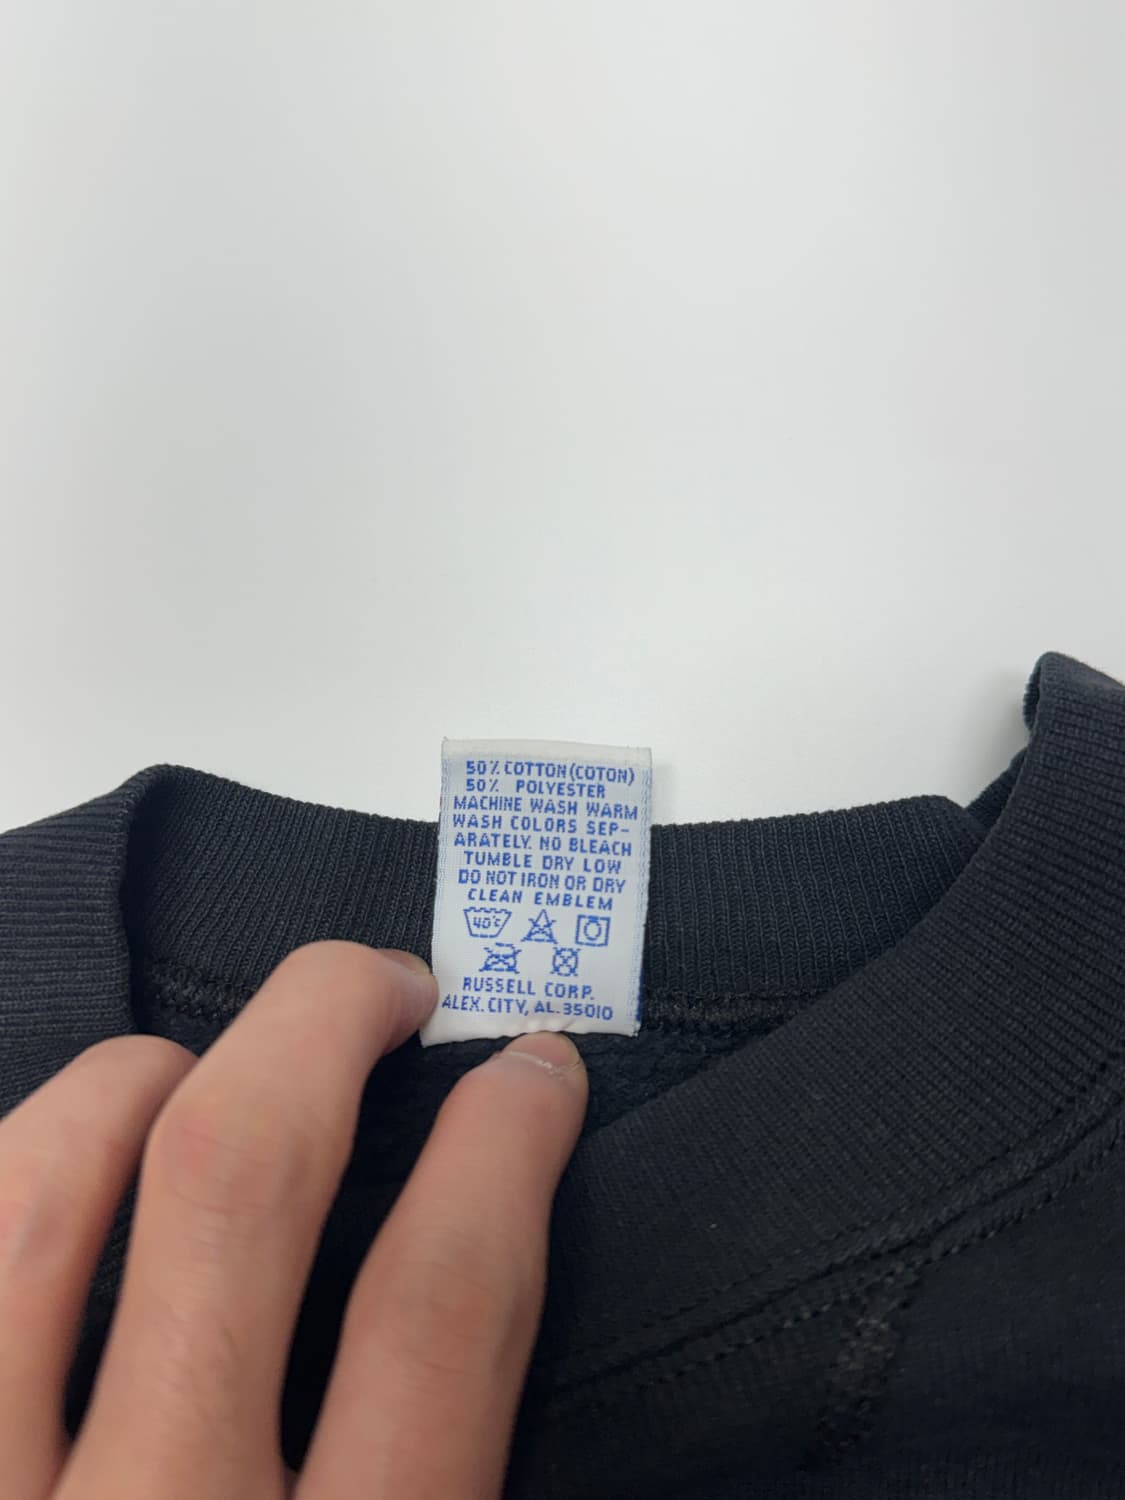 50% COTTON(COTON)
50% POLYESTER
MACHINE WASH WARM
WASH COLORS SEP-
ARATELY. NO BLEACH
TUMBLE DRY LOW
DO NOT IRON OR DRY
CLEAN EMBLEM
40°C
RUSSELL CORP.
ALEX. CITY, AL. 35010